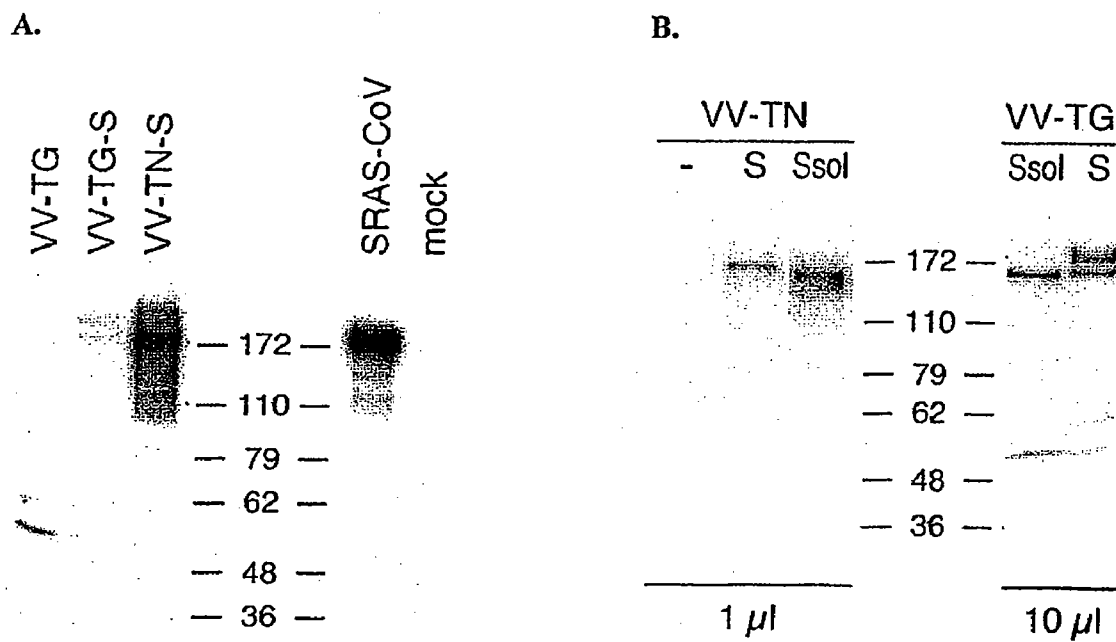 A.
VV-TG
VV-TG-S
VV-TN-S
SRAS-CoV
mock
— 172 —
— 110 —
— 79 —
— 62 —
— 48 —
— 36 —
B.
VV-TN
- S Ssol
VV-TG
Ssol S
— 172 —
— 110 —
— 79 —
— 62 —
— 48 —
— 36 —
1 µl
10 µl